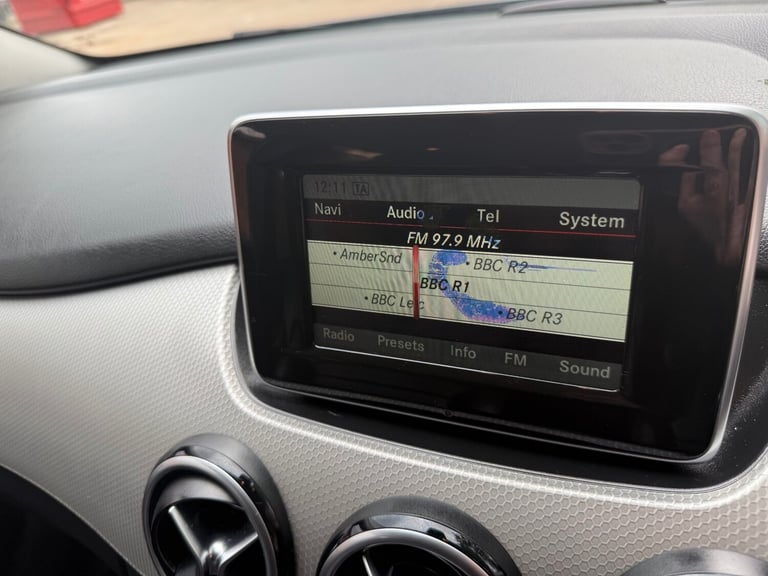 12:11 TA
Navi Audio Tel System
FM 97.9 MHz
• AmberSnd • BBC R2
BBC R1
• BBC Leic • BBC R3
Radio Presets Info FM Sound